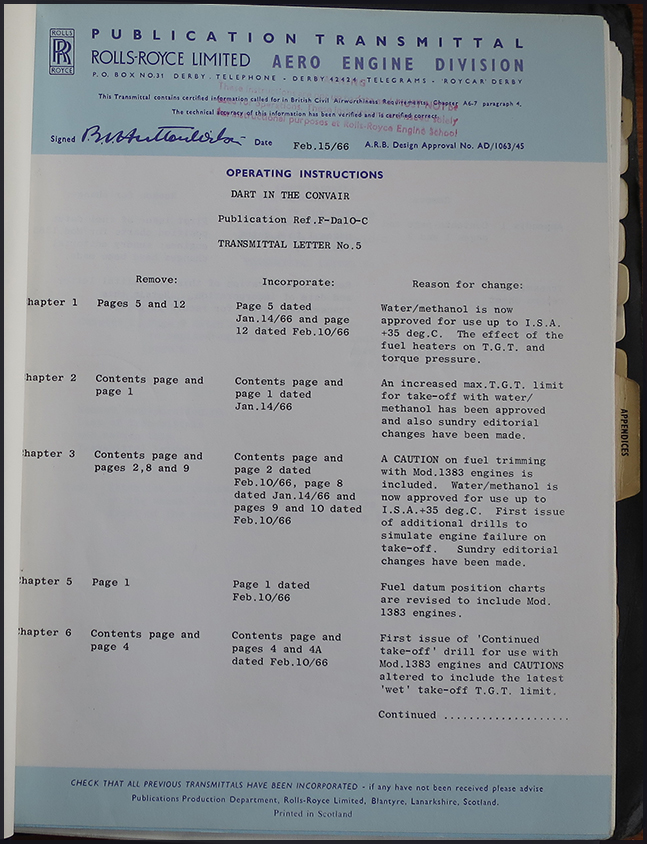 PUBLICATION TRANSMITTAL
ROLLS
RR
ROYCE
ROLLS-ROYCE LIMITED AERO ENGINE DIVISION
P.O. BOX NO.31 DERBY · TELEPHONE - DERBY 42424 · TELEGRAMS - 'ROYCAR' DERBY
This Transmittal contains certified information called for in British Civil Airworthiness Requirements, Chapter A6-7 paragraph 4.
The technical accuracy of this information has been verified and is certified correct.
purposes at Rolls-Royce Engine School
Signed
Date Feb.15/66 A.R.B. Design Approval No. AD/1063/45
OPERATING INSTRUCTIONS
DART IN THE CONVAIR
Publication Ref.F-Da10-C
TRANSMITTAL LETTER No.5
Remove: Incorporate: Reason for change:
hapter 1 Pages 5 and 12 Page 5 dated Water/methanol is now
Jan.14/66 and page approved for use up to I.S.A.
12 dated Feb.10/66 +35 deg.C. The effect of the
fuel heaters on T.G.T. and
torque pressure.
hapter 2 Contents page and Contents page and An increased max.T.G.T. limit
page 1 page 1 dated for take-off with water/
Jan.14/66 methanol has been approved
and also sundry editorial
changes have been made.
hapter 3 Contents page and Contents page and A CAUTION on fuel trimming
pages 2,8 and 9 page 2 dated with Mod.1383 engines is
Feb.10/66, page 8 included. Water/methanol is
dated Jan.14/66 and now approved for use up to
pages 9 and 10 dated I.S.A.+35 deg.C. First issue
Feb.10/66 of additional drills to
simulate engine failure on
take-off. Sundry editorial
changes have been made.
hapter 5 Page 1 Page 1 dated Fuel datum position charts
Feb.10/66 are revised to include Mod.
1383 engines.
hapter 6 Contents page and Contents page and First issue of 'Continued
page 4 pages 4 and 4A take-off' drill for use with
dated Feb.10/66 Mod.1383 engines and CAUTIONS
altered to include the latest
'wet' take-off T.G.T. limit.
Continued ....................
CHECK THAT ALL PREVIOUS TRANSMITTALS HAVE BEEN INCORPORATED - if any have not been received please advise
Publications Production Department, Rolls-Royce Limited, Blantyre, Lanarkshire, Scotland.
Printed in Scotland
APPENDICES